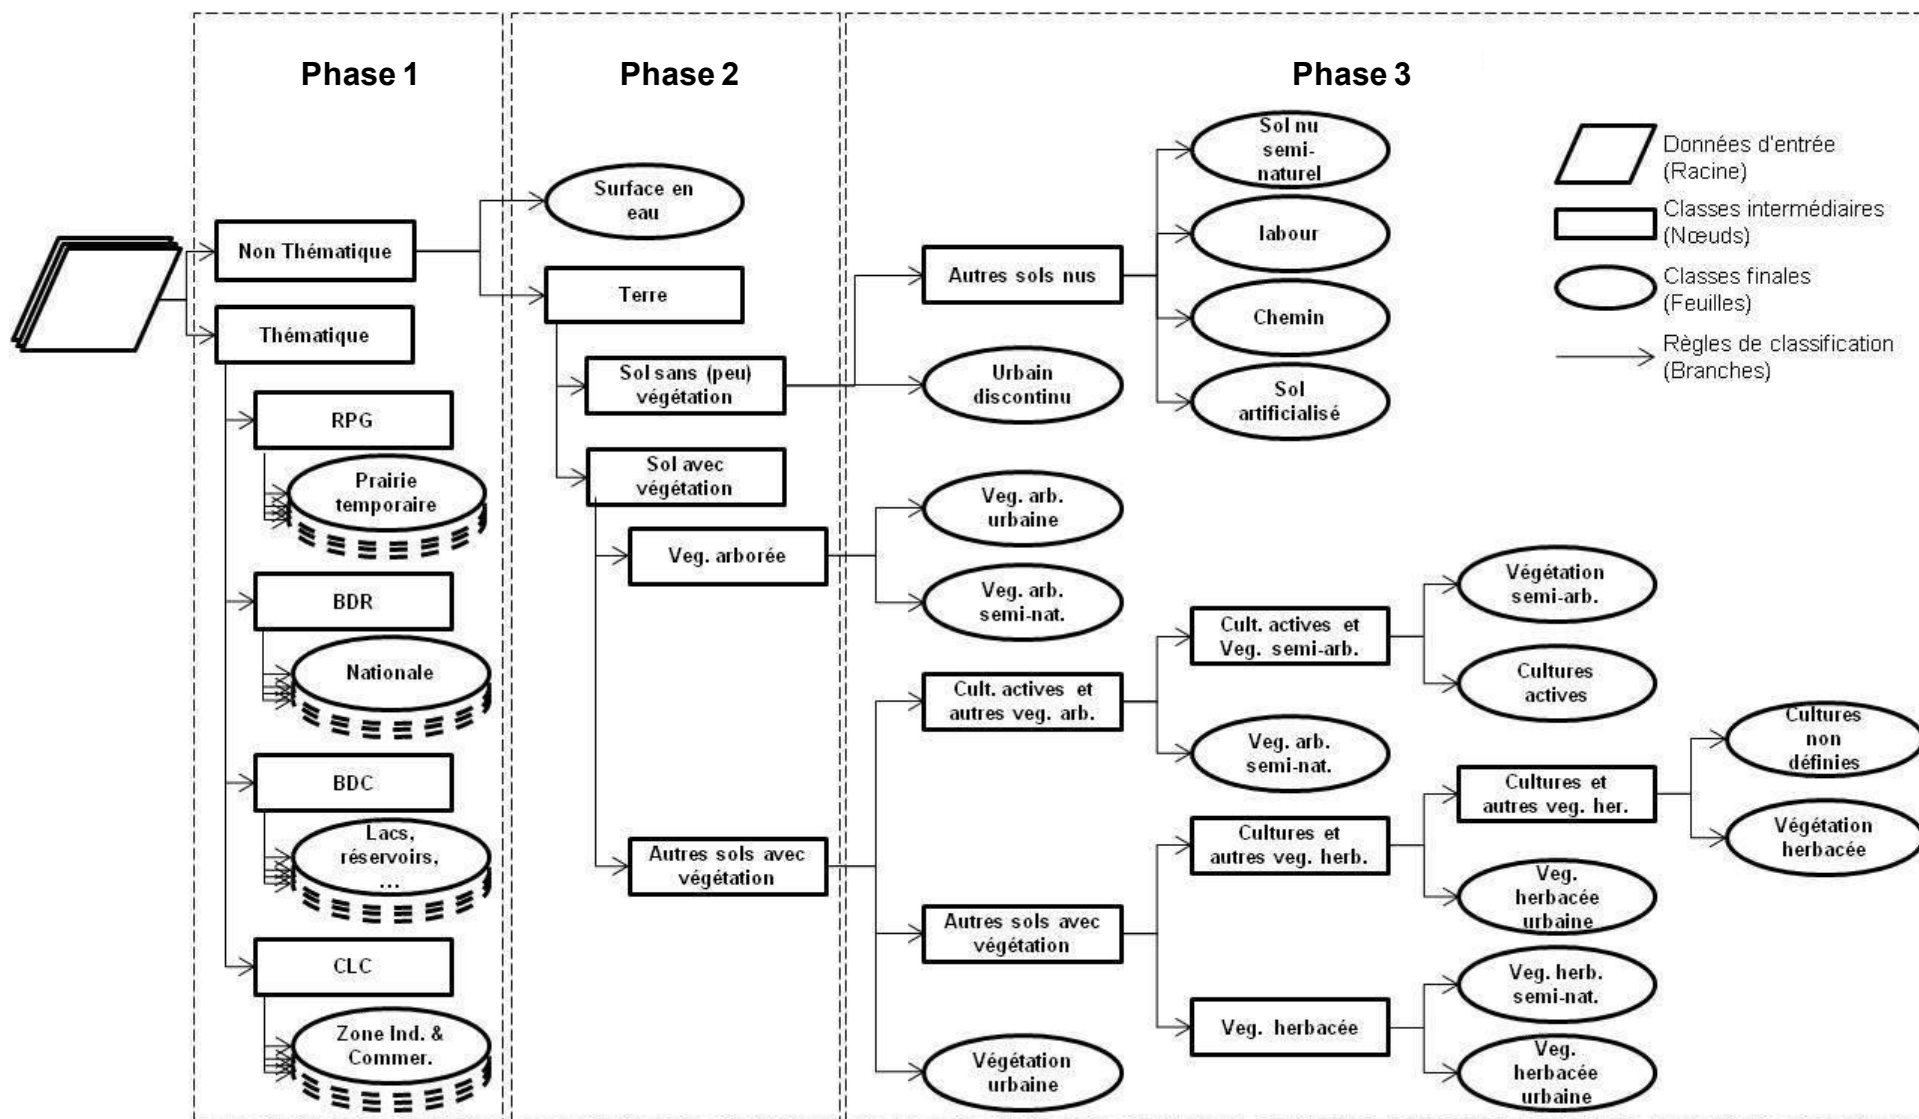 Phase 1
Phase 2
Phase 3
Non Thématique
Thématique
RPG
Prairie
temporaire
BDR
Nationale
BDC
Lacs,
réservoirs,
...
CLC
Zone Ind. &
Commer.
Surface en
eau
Terre
Sol sans (peu)
végétation
Sol avec
végétation
Veg. arborée
Autres sols avec
végétation
Autres sols nus
Urbain
discontinu
Veg. arb.
urbaine
Veg. arb.
semi-nat.
Cult. actives et
autres veg. arb.
Autres sols avec
végétation
Végétation
urbaine
Sol nu
semi-
naturel
labour
Chemin
Sol
artificialisé
Cult. actives et
Veg. semi-arb.
Veg. arb.
semi-nat.
Cultures et
autres veg. herb.
Veg. herbacée
Végétation
semi-arb.
Cultures
actives
Cultures et
autres veg. her.
Veg.
herbacée
urbaine
Veg. herb.
semi-nat.
Veg.
herbacée
urbaine
Cultures
non
définies
Végétation
herbacée
Données d'entrée
(Racine)
Classes intermédiaires
(Nœuds)
Classes finales
(Feuilles)
Règles de classification
(Branches)